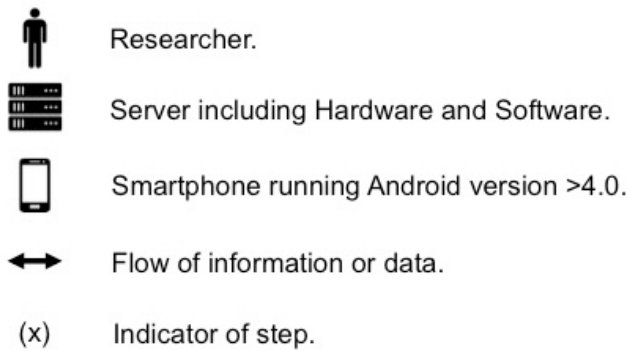 Researcher.
Server including Hardware and Software.
Smartphone running Android version >4.0.
Flow of information or data.
(x) Indicator of step.